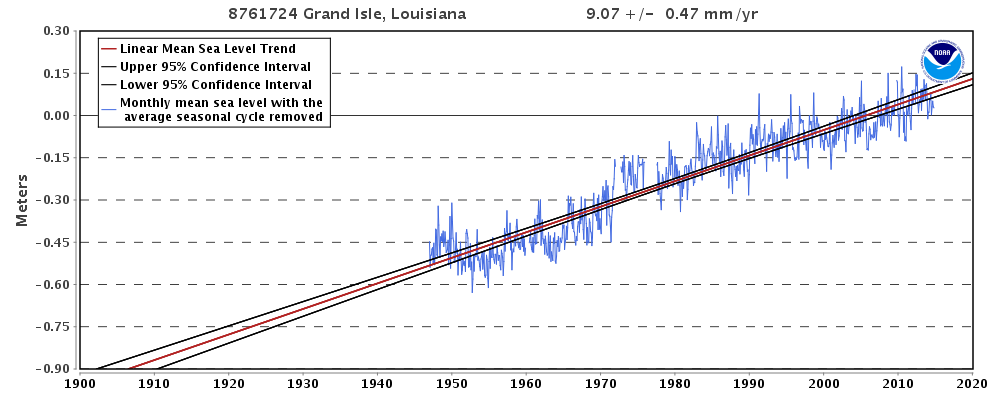 8761724 Grand Isle, Louisiana 9.07 +/- 0.47 mm/yr
Linear Mean Sea Level Trend
Upper 95% Confidence Interval
Lower 95% Confidence Interval
Monthly mean sea level with the
average seasonal cycle removed
NOAA
Meters
0.30
0.15
0.00
-0.15
-0.30
-0.45
-0.60
-0.75
-0.90
1900 1910 1920 1930 1940 1950 1960 1970 1980 1990 2000 2010 2020